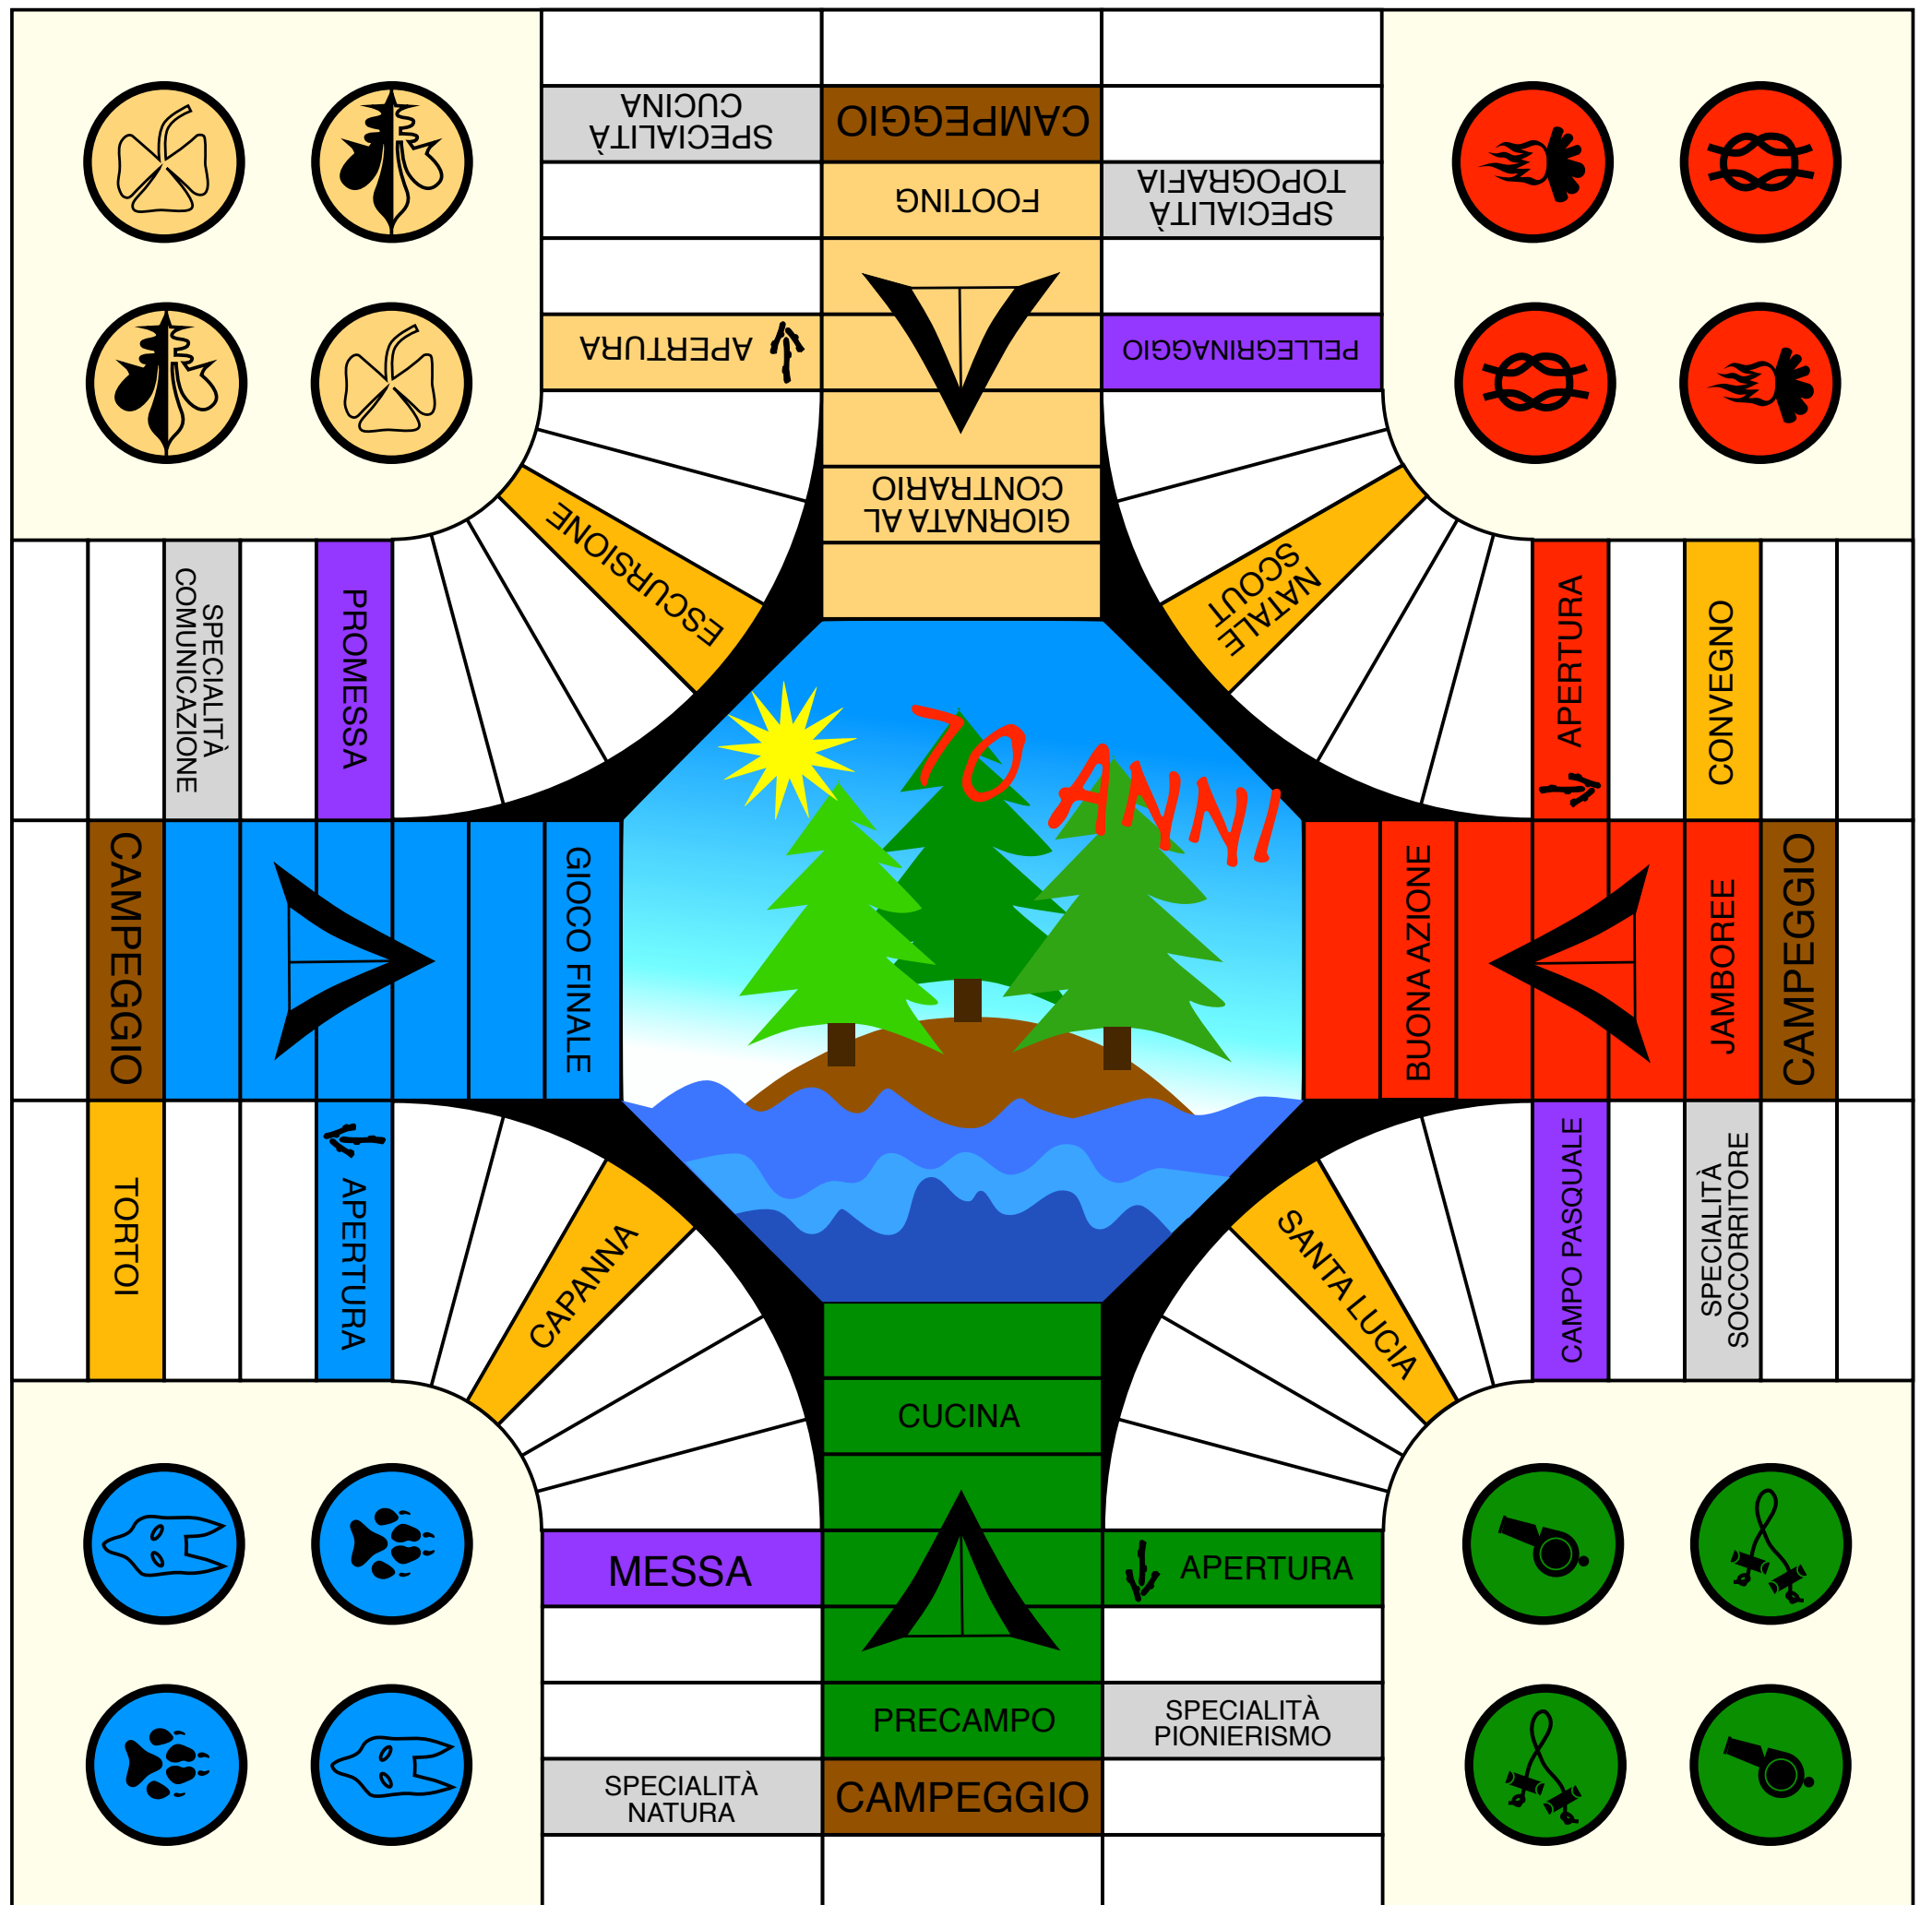 SPECIALITÀ
CUCINA
CAMPEGGIO
FOOTING
SPECIALITÀ
TOPOGRAFIA
APERTURA
PELLEGRINAGGIO
GIORNATA AL
CONTRARIO
ESCURSIONE
NATALE
SCOUT
SPECIALITÀ
COMUNICAZIONE
PROMESSA
APERTURA
CONVEGNO
70 ANNI
CAMPEGGIO
GIOCO FINALE
BUONA AZIONE
JAMBOREE
CAMPEGGIO
TORTOI
APERTURA
CAPANNA
SANTA LUCIA
CAMPO PASQUALE
SPECIALITÀ
SOCCORRITORE
CUCINA
MESSA
APERTURA
PRECAMPO
SPECIALITÀ
PIONIERISMO
SPECIALITÀ
NATURA
CAMPEGGIO